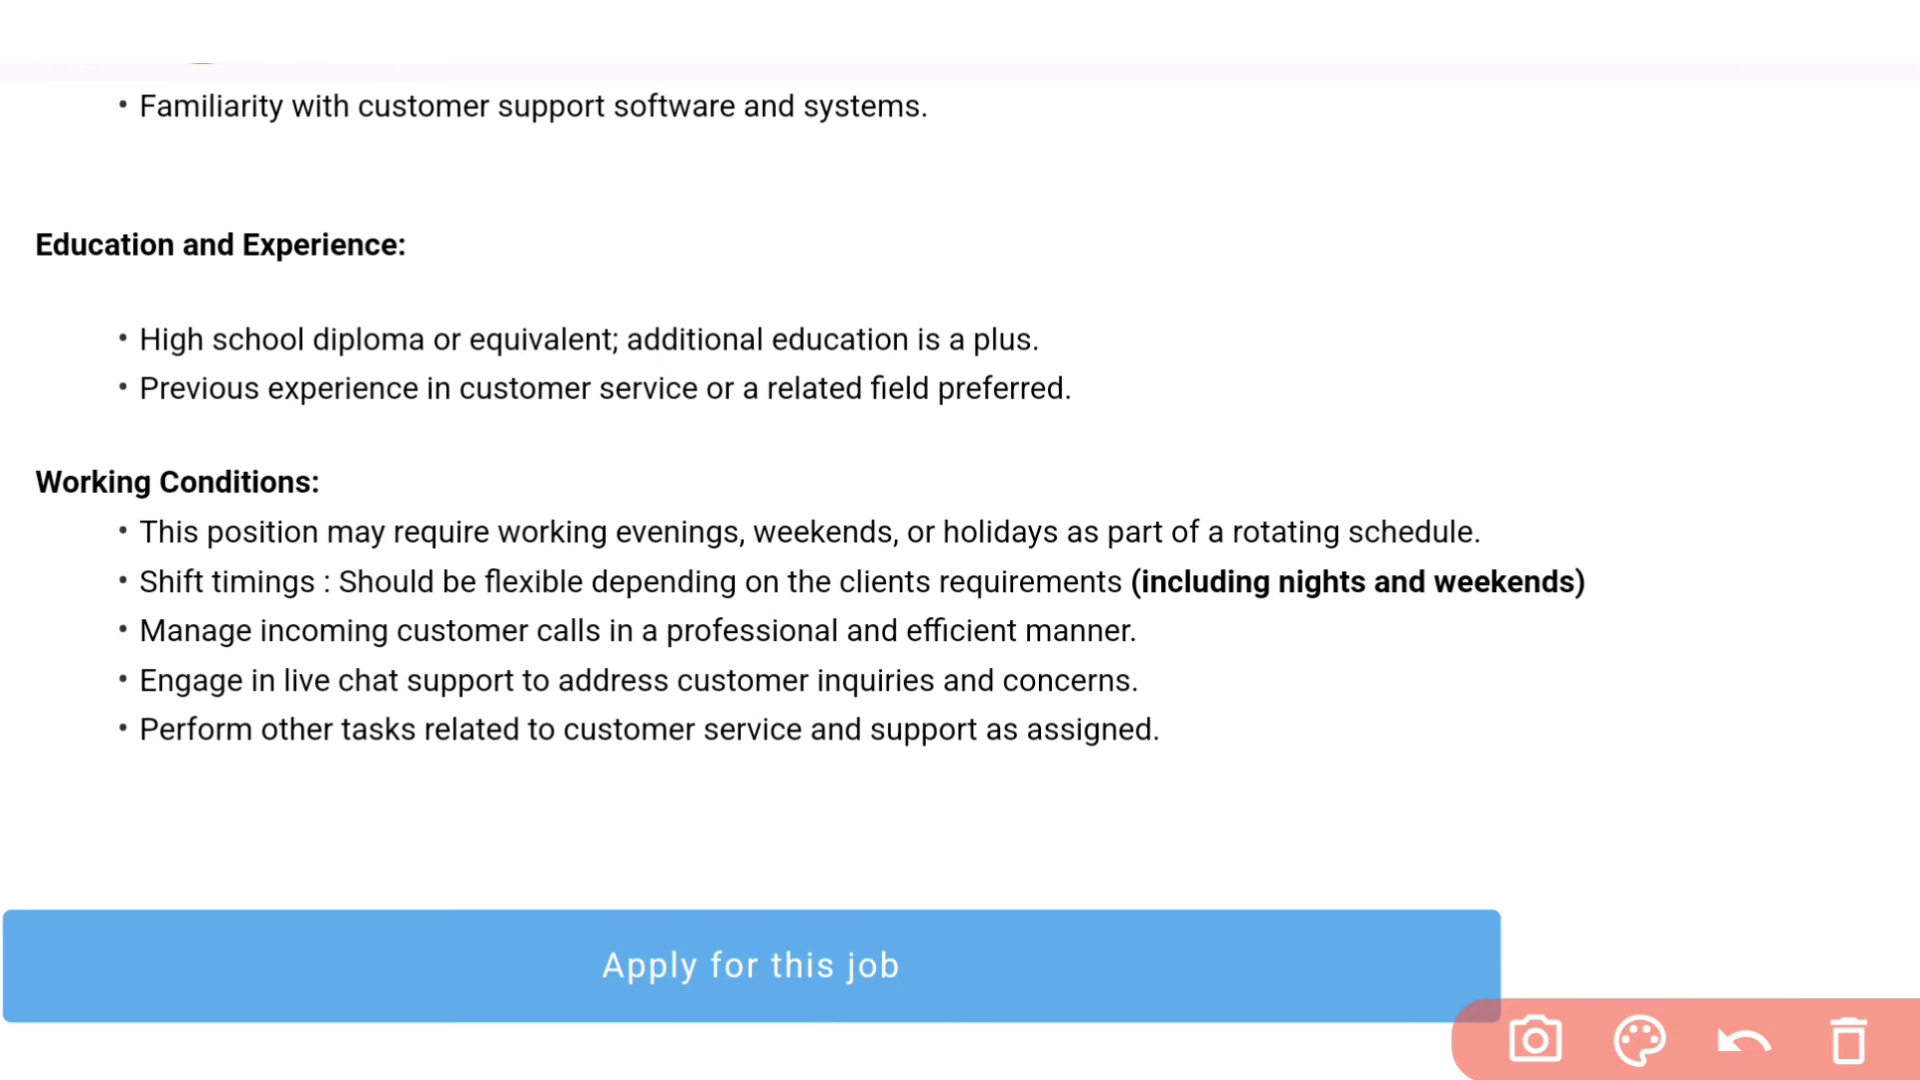 • Familiarity with customer support software and systems.
Education and Experience:
• High school diploma or equivalent; additional education is a plus.
• Previous experience in customer service or a related field preferred.
Working Conditions:
• This position may require working evenings, weekends, or holidays as part of a rotating schedule.
• Shift timings : Should be flexible depending on the clients requirements (including nights and weekends)
• Manage incoming customer calls in a professional and efficient manner.
• Engage in live chat support to address customer inquiries and concerns.
• Perform other tasks related to customer service and support as assigned.
Apply for this job